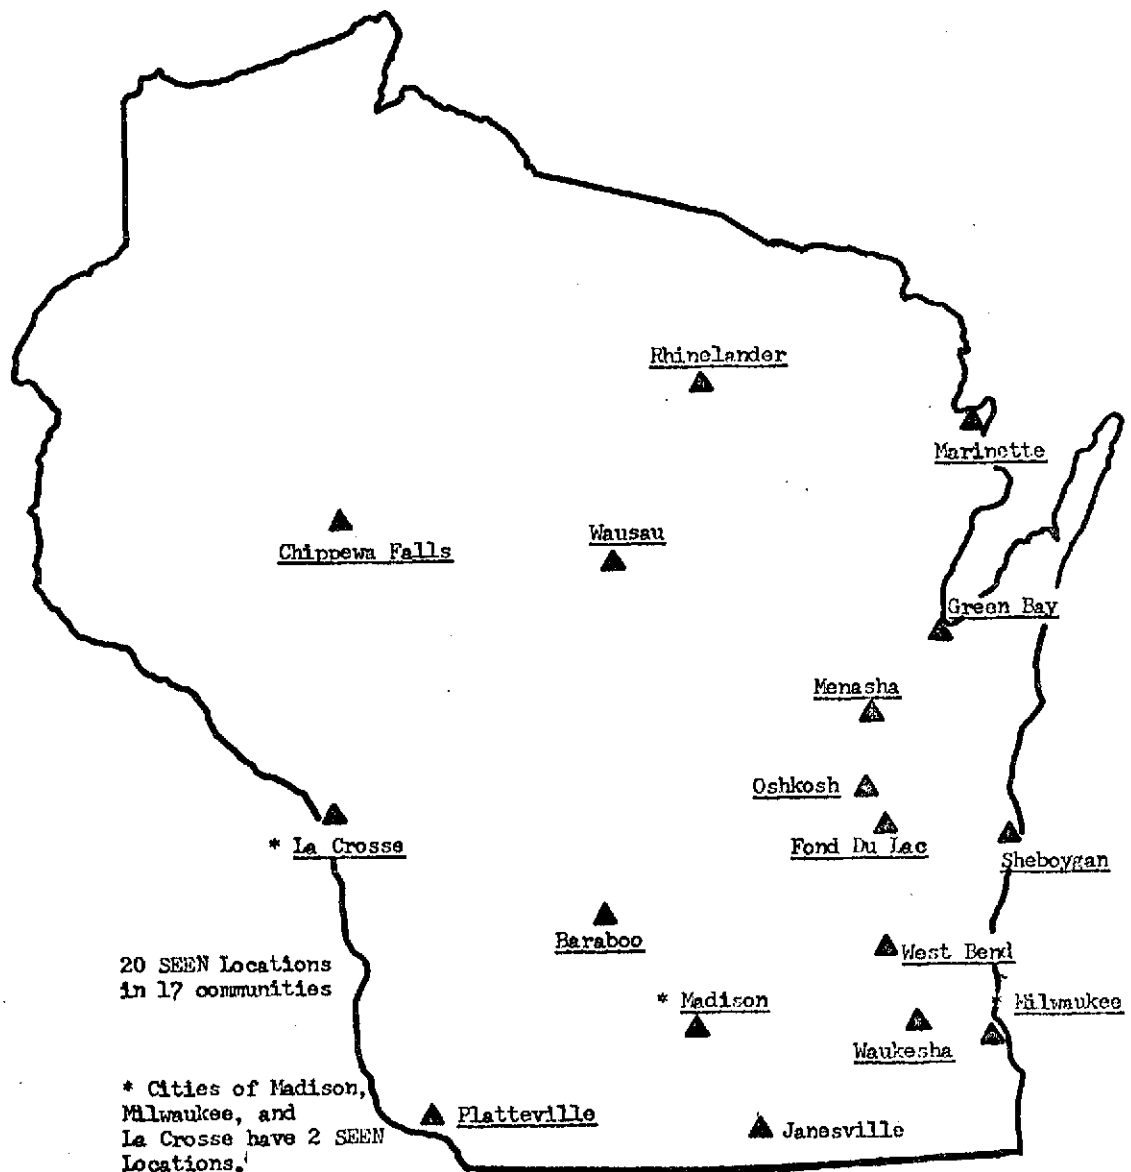 Rhinelander
Marinette
Chippewa Falls
Wausau
Green Bay
Menasha
Oshkosh
Fond Du Lac
* La Crosse
Sheboygan
Baraboo
West Bend
20 SEEN Locations
in 17 communities
* Madison
* Milwaukee
Waukesha
* Cities of Madison,
Milwaukee, and
La Crosse have 2 SEEN
Locations.
Platteville
Janesville